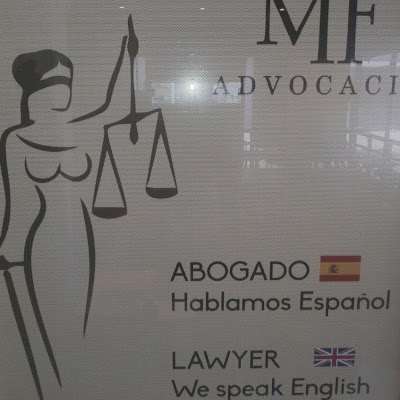 MF
ADVOCACI
ABOGADO
Hablamos Español
LAWYER
We speak English